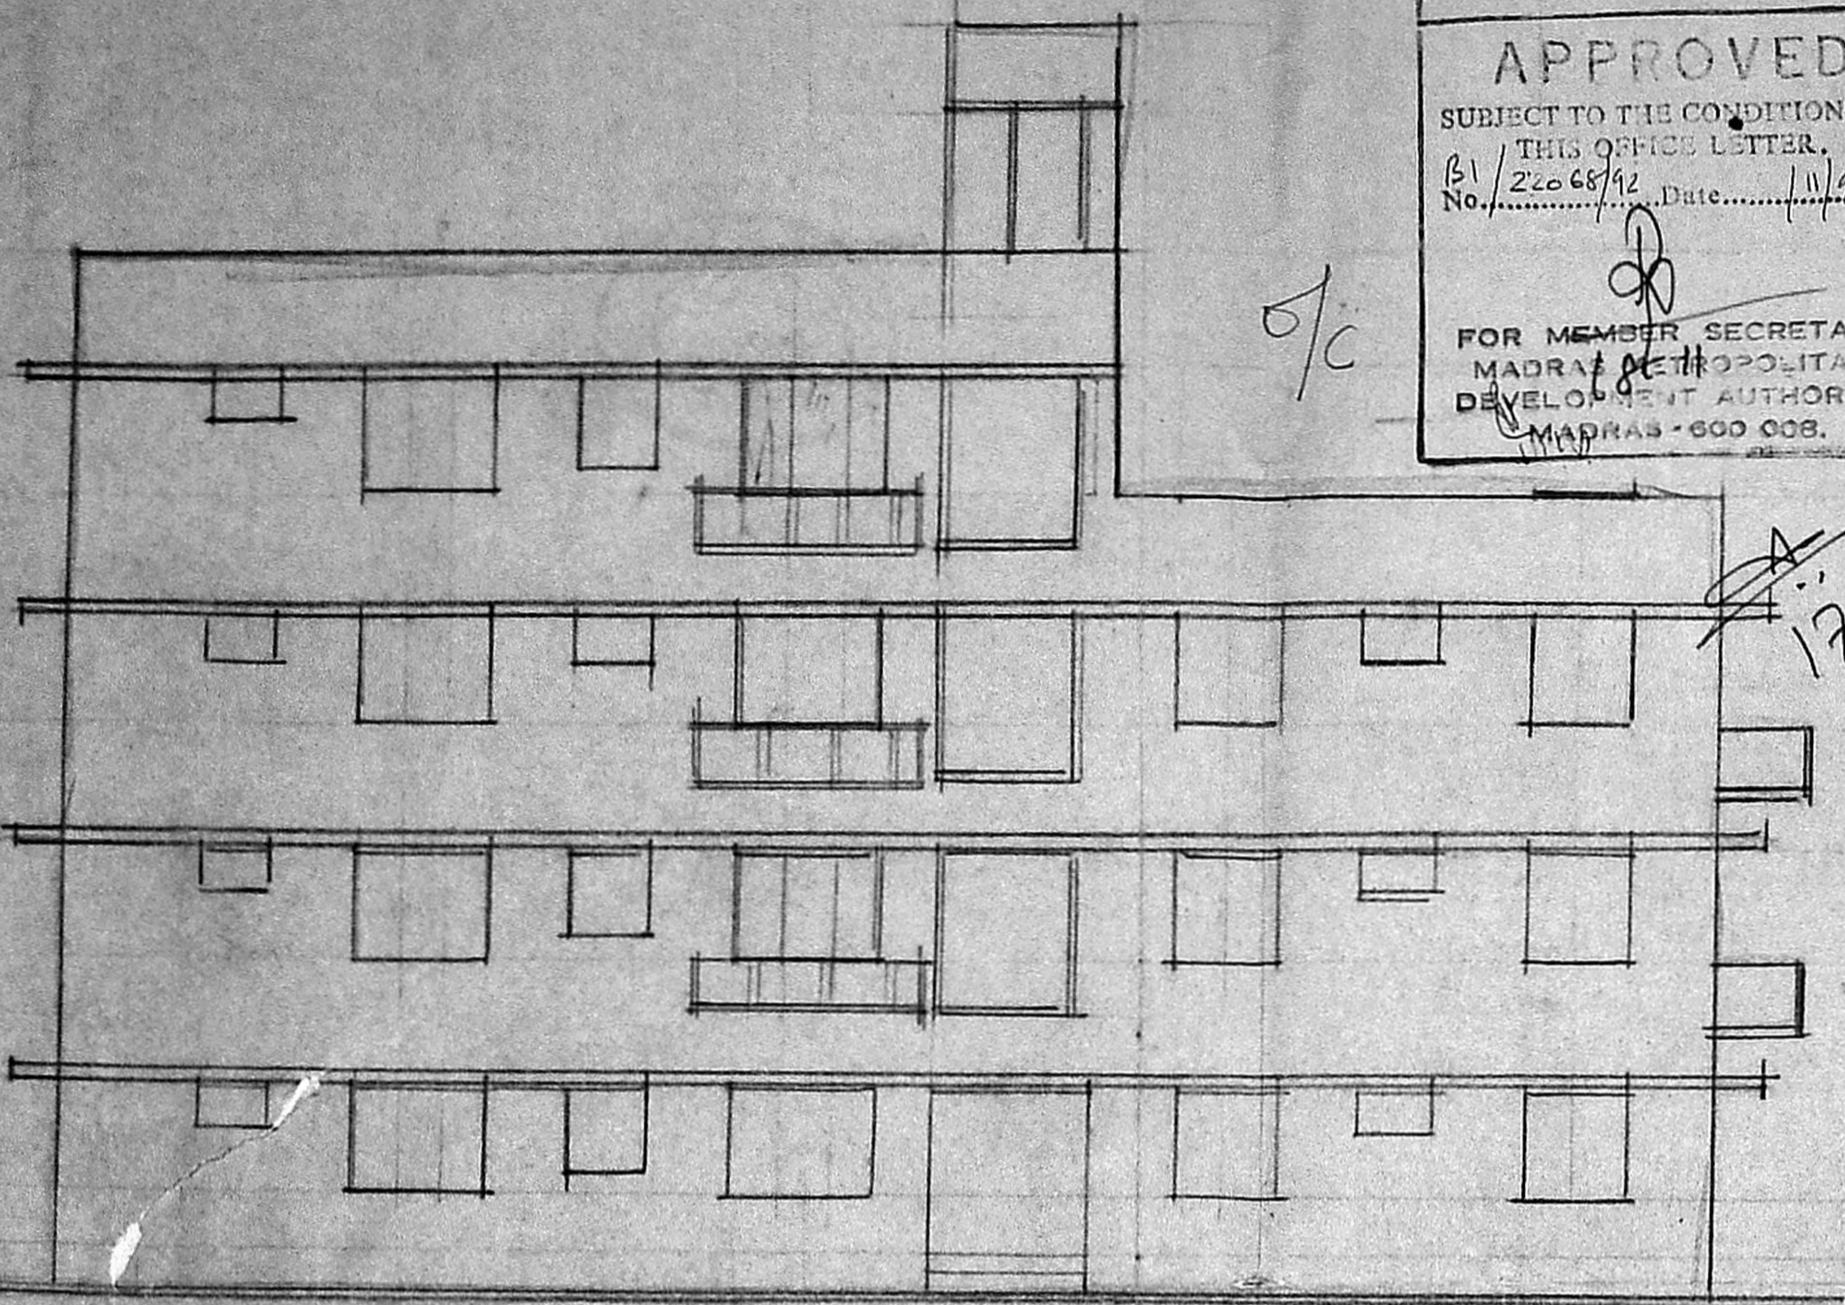 APPROVED
SUBJECT TO THE CONDITION
THIS OFFICE LETTER.
No. B1/22068/92 Date ...... /11/
FOR MEMBER SECRETA
MADRAS METROPOLITA
DEVELOPMENT AUTHOR
MADRAS - 600 008.
O/C